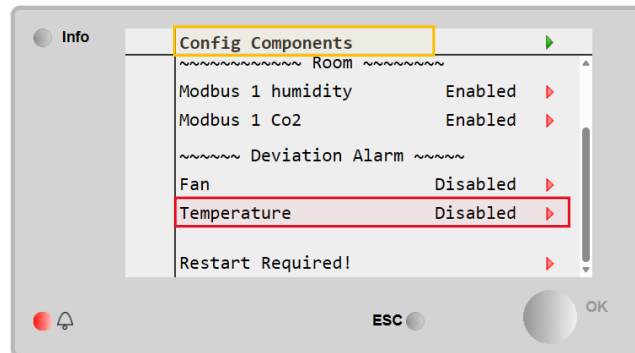 Info
Config Components
~~~~~~~~~~~~ Room ~~~~~~~~
Modbus 1 humidity Enabled
Modbus 1 Co2 Enabled
~~~~~~ Deviation Alarm ~~~~~
Fan Disabled
Temperature Disabled
Restart Required!
ESC
OK